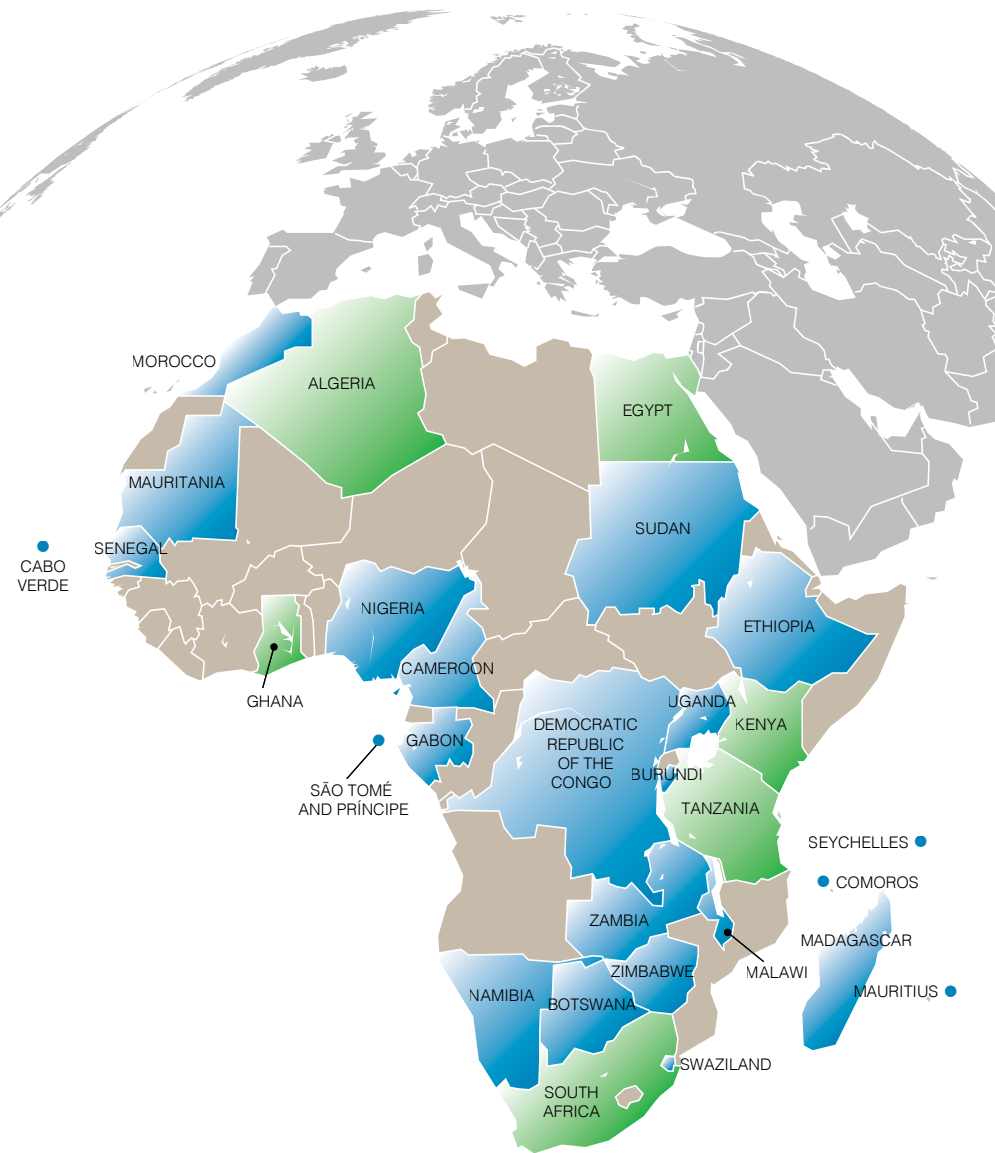 MOROCCO
ALGERIA
EGYPT
MAURITANIA
SUDAN
SENEGAL
CABO
VERDE
NIGERIA
ETHIOPIA
CAMEROON
GHANA
UGANDA
KENYA
DEMOCRATIC
REPUBLIC
OF THE
CONGO
GABON
BURUNDI
SÃO TOMÉ
AND PRÍNCIPE
TANZANIA
SEYCHELLES
COMOROS
ZAMBIA
MADAGASCAR
MALAWI
ZIMBABWE
MAURITIUS
NAMIBIA
BOTSWANA
SWAZILAND
SOUTH
AFRICA